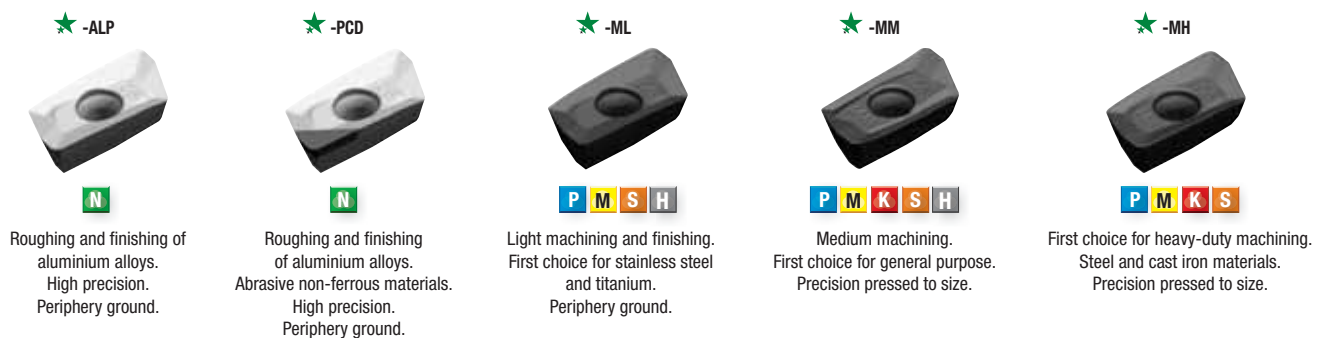 -ALP
N
Roughing and finishing of
aluminium alloys.
High precision.
Periphery ground.
-PCD
N
Roughing and finishing
of aluminium alloys.
Abrasive non-ferrous materials.
High precision.
Periphery ground.
-ML
P M S H
Light machining and finishing.
First choice for stainless steel
and titanium.
Periphery ground.
-MM
P M K S H
Medium machining.
First choice for general purpose.
Precision pressed to size.
-MH
P M K S
First choice for heavy-duty machining.
Steel and cast iron materials.
Precision pressed to size.